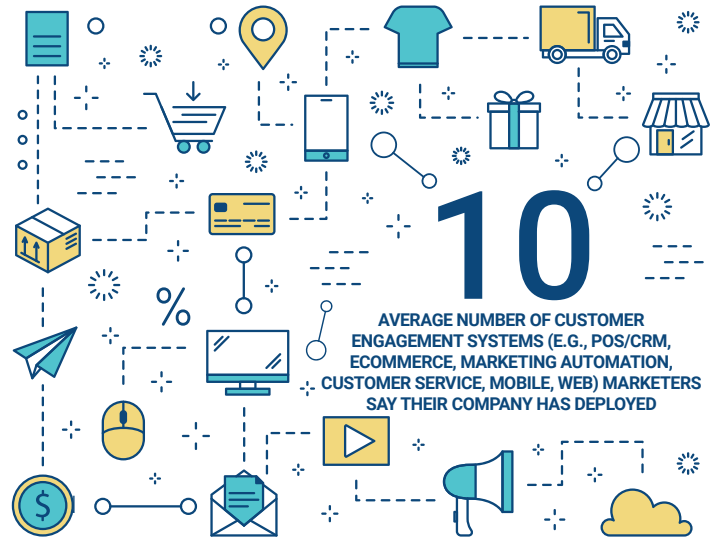 10
AVERAGE NUMBER OF CUSTOMER
ENGAGEMENT SYSTEMS (E.G., POS/CRM,
ECOMMERCE, MARKETING AUTOMATION,
CUSTOMER SERVICE, MOBILE, WEB) MARKETERS
SAY THEIR COMPANY HAS DEPLOYED
%
$